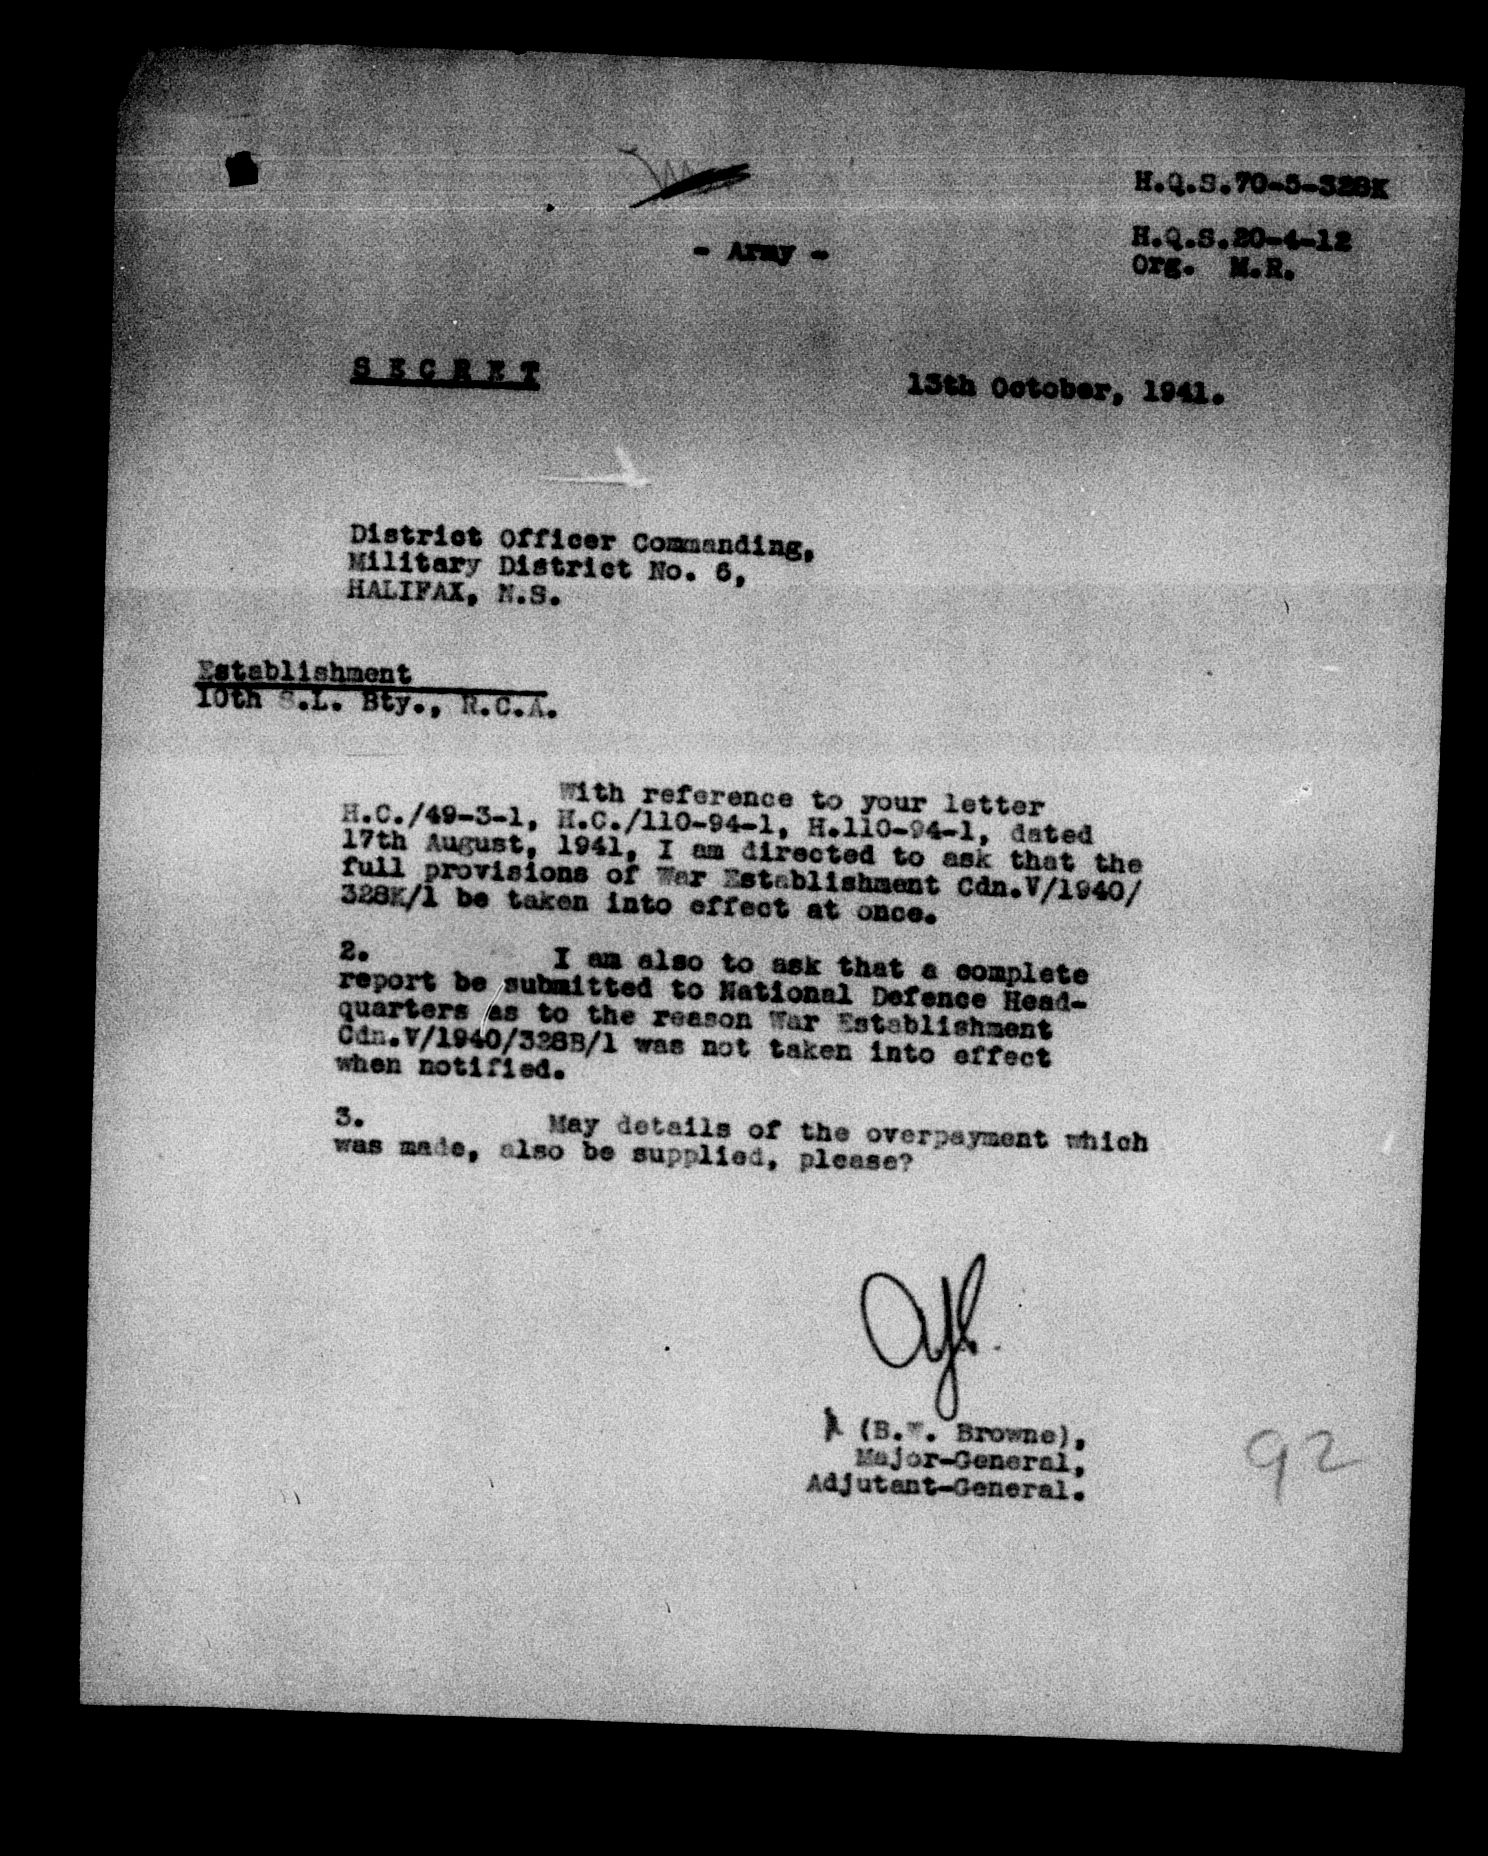 H.Q.S.70-5-328K
H.Q.S.20-4-12
- Army -
Org. M.R.
S E C R E T
13th October, 1941.
District Officer Commanding,
Military District No. 6,
HALIFAX, N.S.
Establishment
10th S.L. Bty., R.C.A.
With reference to your letter
H.C./49-3-1, H.C./110-94-1, H.110-94-1, dated
17th August, 1941, I am directed to ask that the
full provisions of War Establishment Cdn.V/1940/
328K/1 be taken into effect at once.
2. I am also to ask that a complete
report be submitted to National Defence Head-
quarters as to the reason War Establishment
Cdn.V/1940/328B/1 was not taken into effect
when notified.
3. May details of the overpayment which
was made, also be supplied, please?
(B.W. Browne),
Major-General,
Adjutant-General.
92